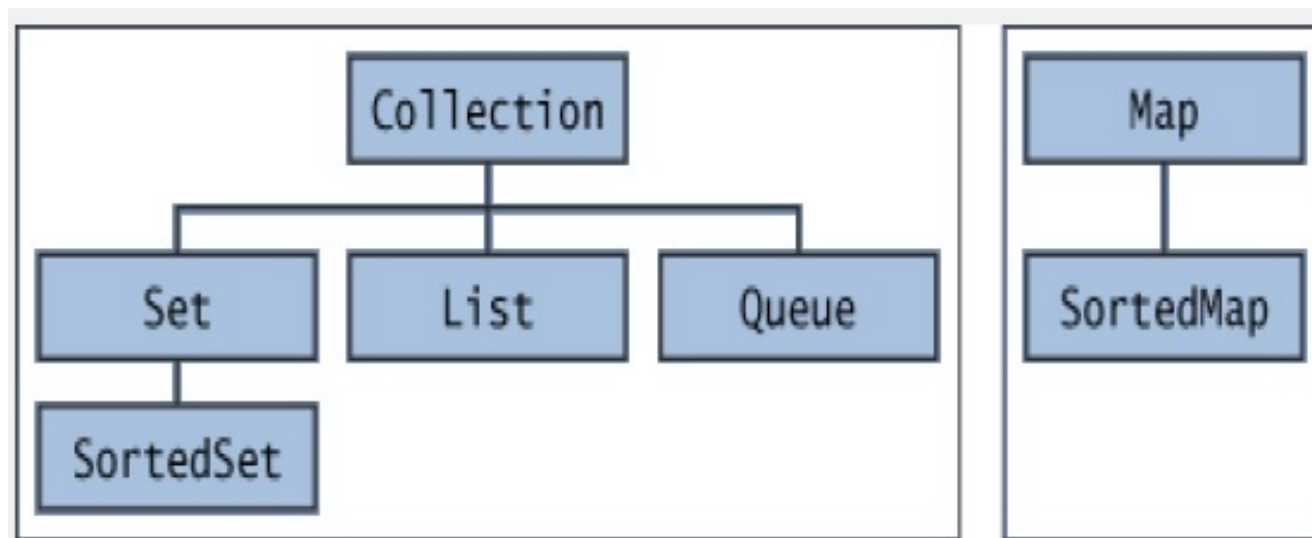 Collection
Map
Set
List
Queue
SortedMap
SortedSet